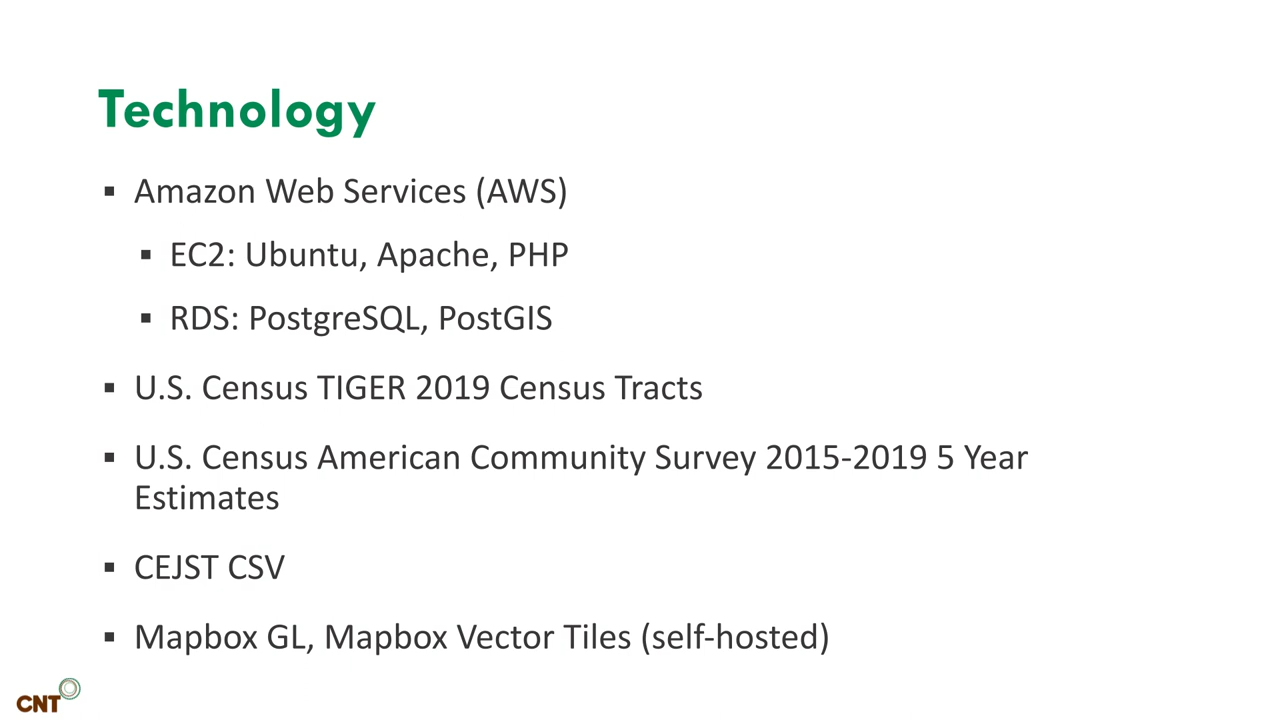 Technology
▪ Amazon Web Services (AWS)
▪ EC2: Ubuntu, Apache, PHP
▪ RDS: PostgreSQL, PostGIS
▪ U.S. Census TIGER 2019 Census Tracts
▪ U.S. Census American Community Survey 2015-2019 5 Year
Estimates
▪ CEJST CSV
▪ Mapbox GL, Mapbox Vector Tiles (self-hosted)
CNT